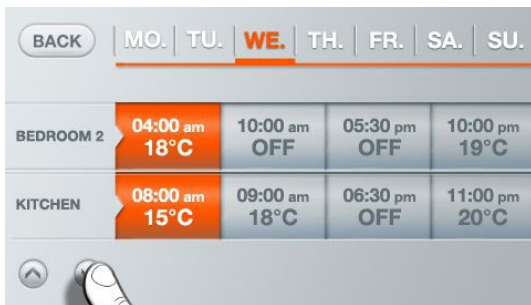 BACK MO. TU. WE. TH. FR. SA. SU.
BEDROOM 2 04:00 am 10:00 am 05:30 pm 10:00 pm
18°C OFF OFF 19°C
KITCHEN 08:00 am 09:00 am 06:30 pm 11:00 pm
15°C 18°C OFF 20°C